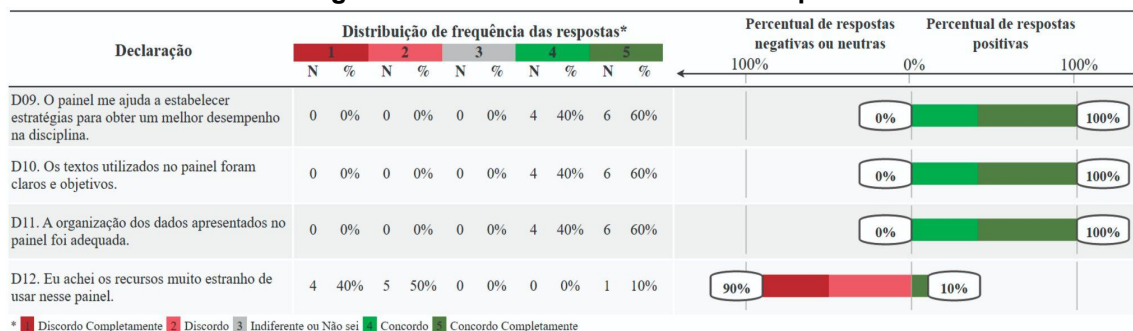 Distribuição de frequência das respostas*
Percentual de respostas negativas ou neutras
Percentual de respostas positivas
Declaração
1 2 3 4 5
N % N % N % N % N %
100% 0% 100%
D09. O painel me ajuda a estabelecer
estratégias para obter um melhor desempenho
na disciplina.
0 0% 0 0% 0 0% 4 40% 6 60%
0% 100%
D10. Os textos utilizados no painel foram
claros e objetivos.
0 0% 0 0% 0 0% 4 40% 6 60%
0% 100%
D11. A organização dos dados apresentados no
painel foi adequada.
0 0% 0 0% 0 0% 4 40% 6 60%
0% 100%
D12. Eu achei os recursos muito estranho de
usar nesse painel.
4 40% 5 50% 0 0% 0 0% 1 10%
90% 10%
* 1 Discordo Completamente 2 Discordo 3 Indiferente ou Não sei 4 Concordo 5 Concordo Completamente